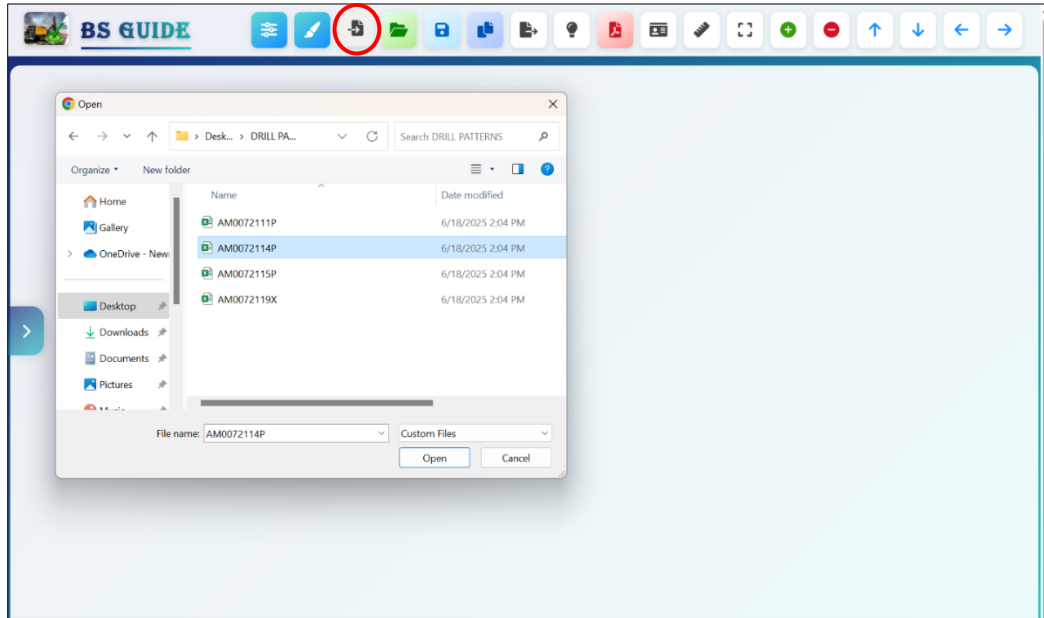 BS GUIDE
Open
Desk... › DRILL PA...
Search DRILL PATTERNS
Organize
New folder
Name
Date modified
Home
Gallery
OneDrive - New
Desktop
Downloads
Documents
Pictures
AM0072111P 6/18/2025 2:04 PM
AM0072114P 6/18/2025 2:04 PM
AM0072115P 6/18/2025 2:04 PM
AM0072119X 6/18/2025 2:04 PM
File name: AM0072114P
Custom Files
Open
Cancel